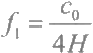 f₁ = c₀ / 4H